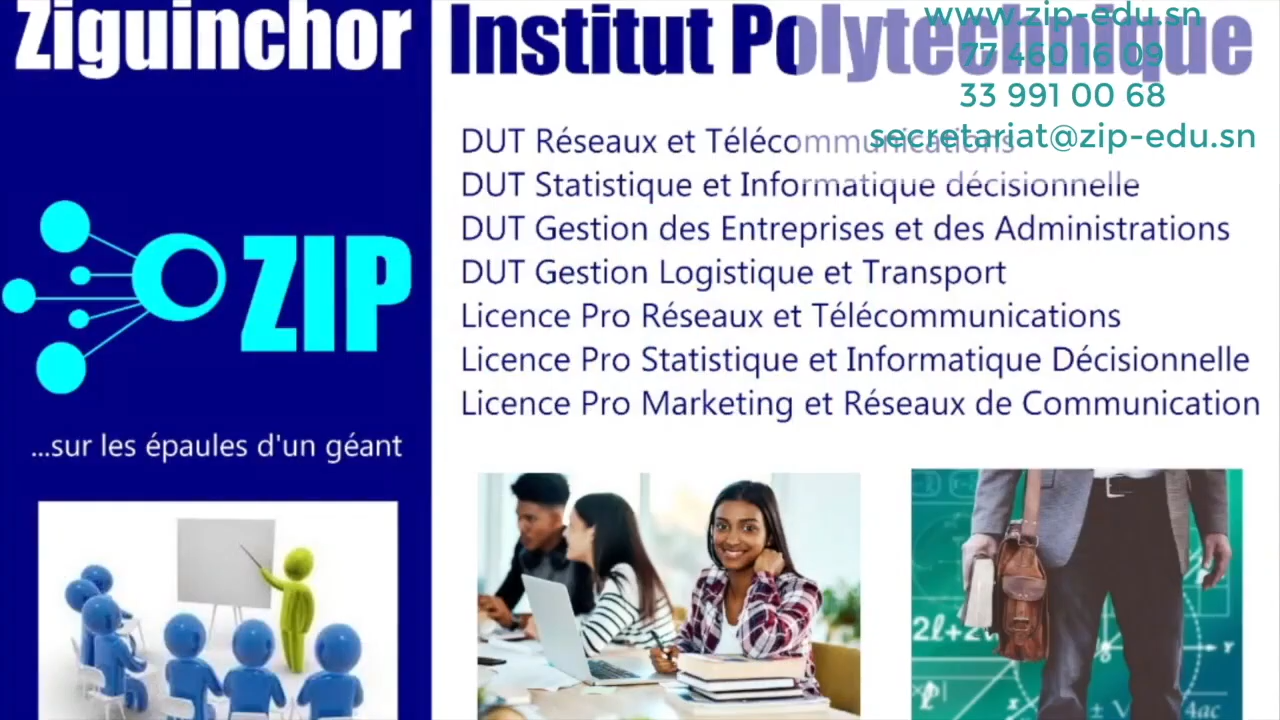 Ziguinchor
Institut Polytechnique
www.zip-edu.sn
77 460 16 09
33 991 00 68
secretariat@zip-edu.sn
DUT Réseaux et Télécommunications
DUT Statistique et Informatique décisionnelle
DUT Gestion des Entreprises et des Administrations
DUT Gestion Logistique et Transport
Licence Pro Réseaux et Télécommunications
Licence Pro Statistique et Informatique Décisionnelle
Licence Pro Marketing et Réseaux de Communication
ZIP
...sur les épaules d'un géant
4ac